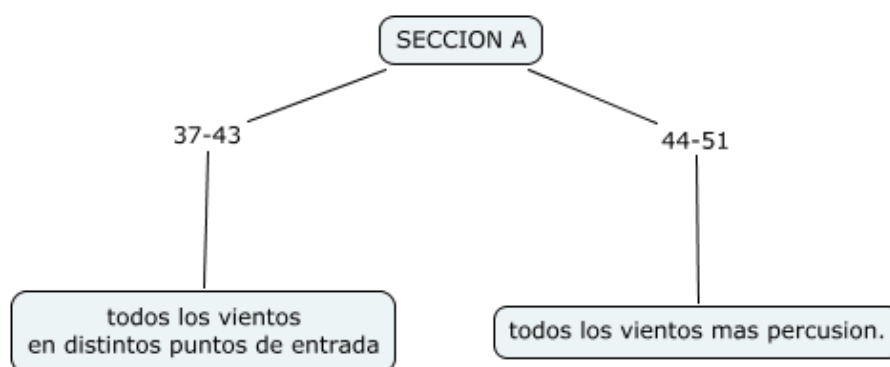 SECCION A
37-43
44-51
todos los vientos
en distintos puntos de entrada
todos los vientos mas percusion.